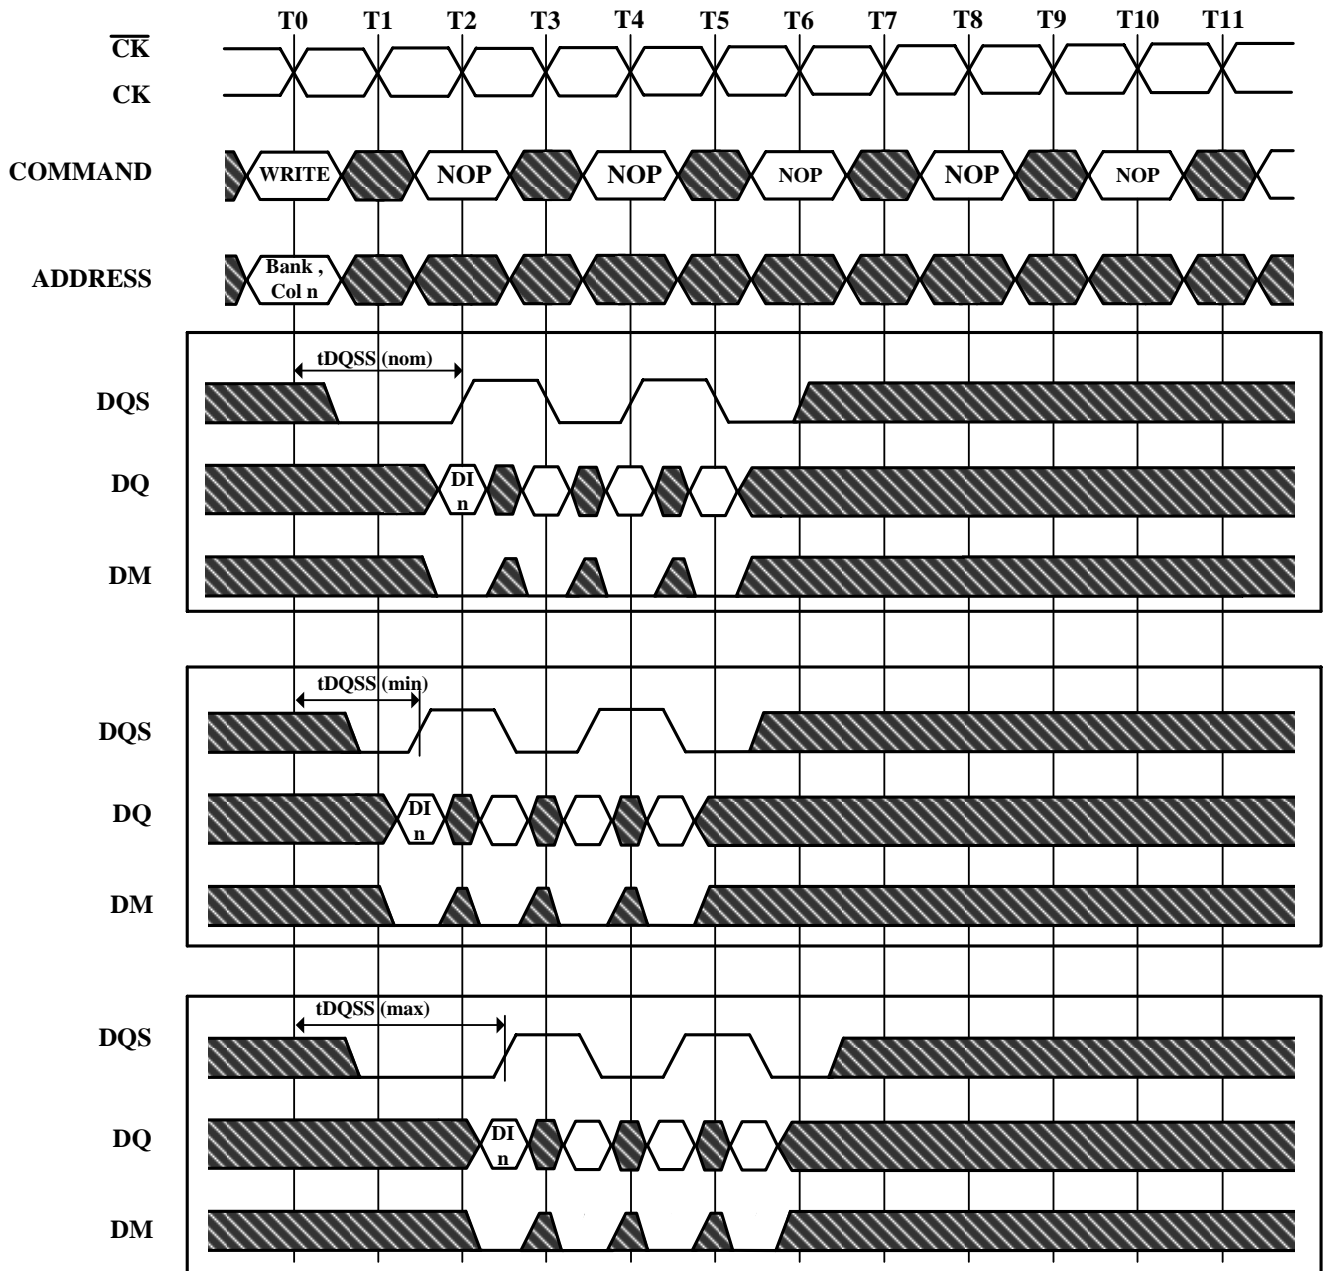 T0 T1 T2 T3 T4 T5 T6 T7 T8 T9 T10 T11
CK
CK
COMMAND WRITE NOP NOP NOP NOP NOP
ADDRESS Bank ,
Col n
tDQSS (nom)
DQS
DQ DI
n
DM
tDQSS (min)
DQS
DQ DI
n
DM
tDQSS (max)
DQS
DQ DI
n
DM